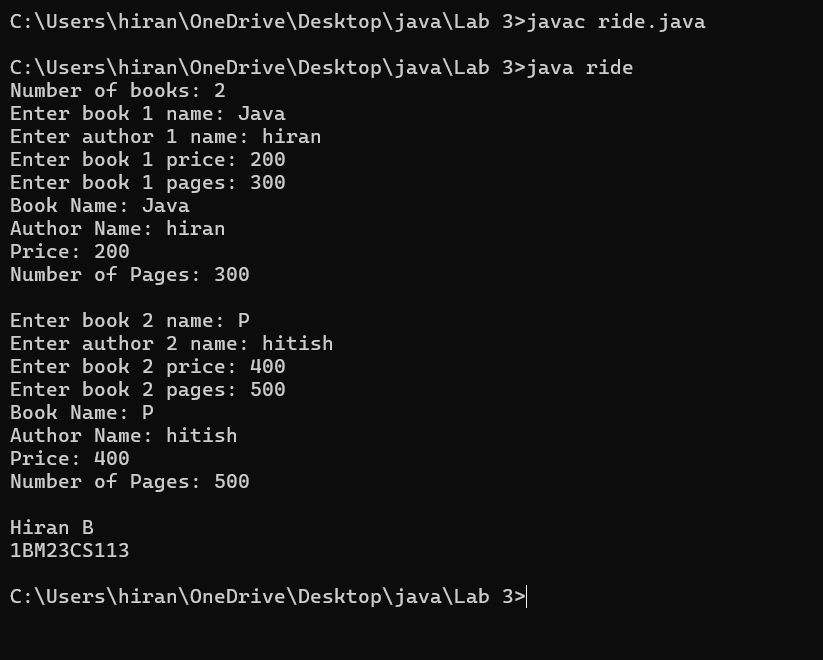 C:\Users\hiran\OneDrive\Desktop\java\Lab 3>javac ride.java
C:\Users\hiran\OneDrive\Desktop\java\Lab 3>java ride
Number of books: 2
Enter book 1 name: Java
Enter author 1 name: hiran
Enter book 1 price: 200
Enter book 1 pages: 300
Book Name: Java
Author Name: hiran
Price: 200
Number of Pages: 300
Enter book 2 name: P
Enter author 2 name: hitish
Enter book 2 price: 400
Enter book 2 pages: 500
Book Name: P
Author Name: hitish
Price: 400
Number of Pages: 500
Hiran B
1BM23CS113
C:\Users\hiran\OneDrive\Desktop\java\Lab 3>